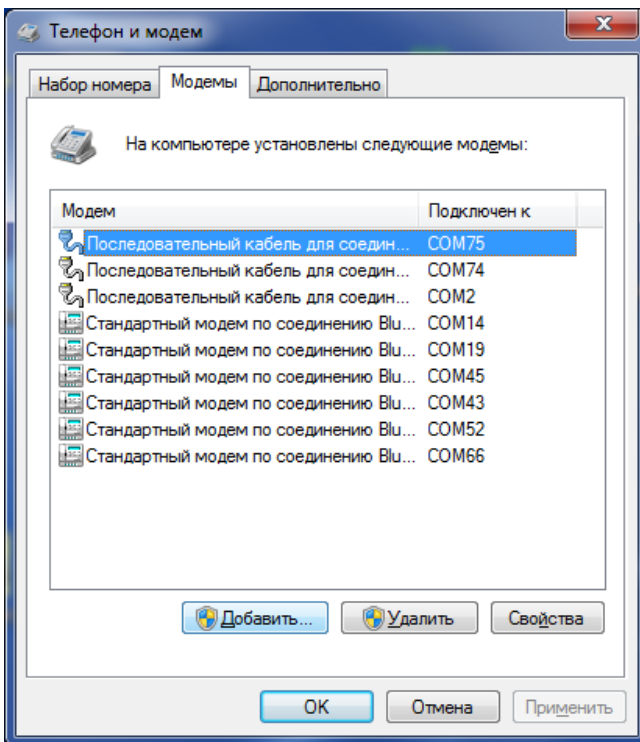 Телефон и модем
Набор номера Модемы Дополнительно
На компьютере установлены следующие модемы:
Модем Подключен к
Последовательный кабель для соедин... COM75
Последовательный кабель для соедин... COM74
Последовательный кабель для соедин... COM2
Стандартный модем по соединению Blu... COM14
Стандартный модем по соединению Blu... COM19
Стандартный модем по соединению Blu... COM45
Стандартный модем по соединению Blu... COM43
Стандартный модем по соединению Blu... COM52
Стандартный модем по соединению Blu... COM66
Добавить... Удалить Свойства
OK Отмена Применить